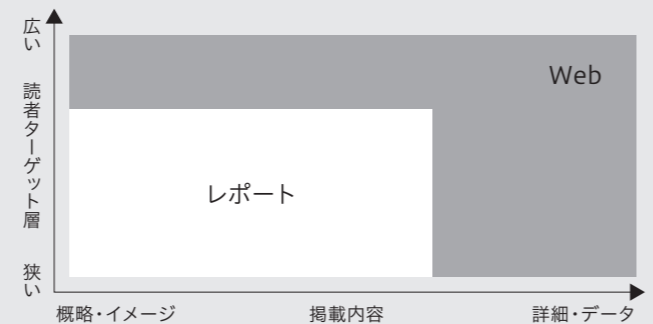 広い
読者ターゲット層
狭い
Web
レポート
概略・イメージ
掲載内容
詳細・データ